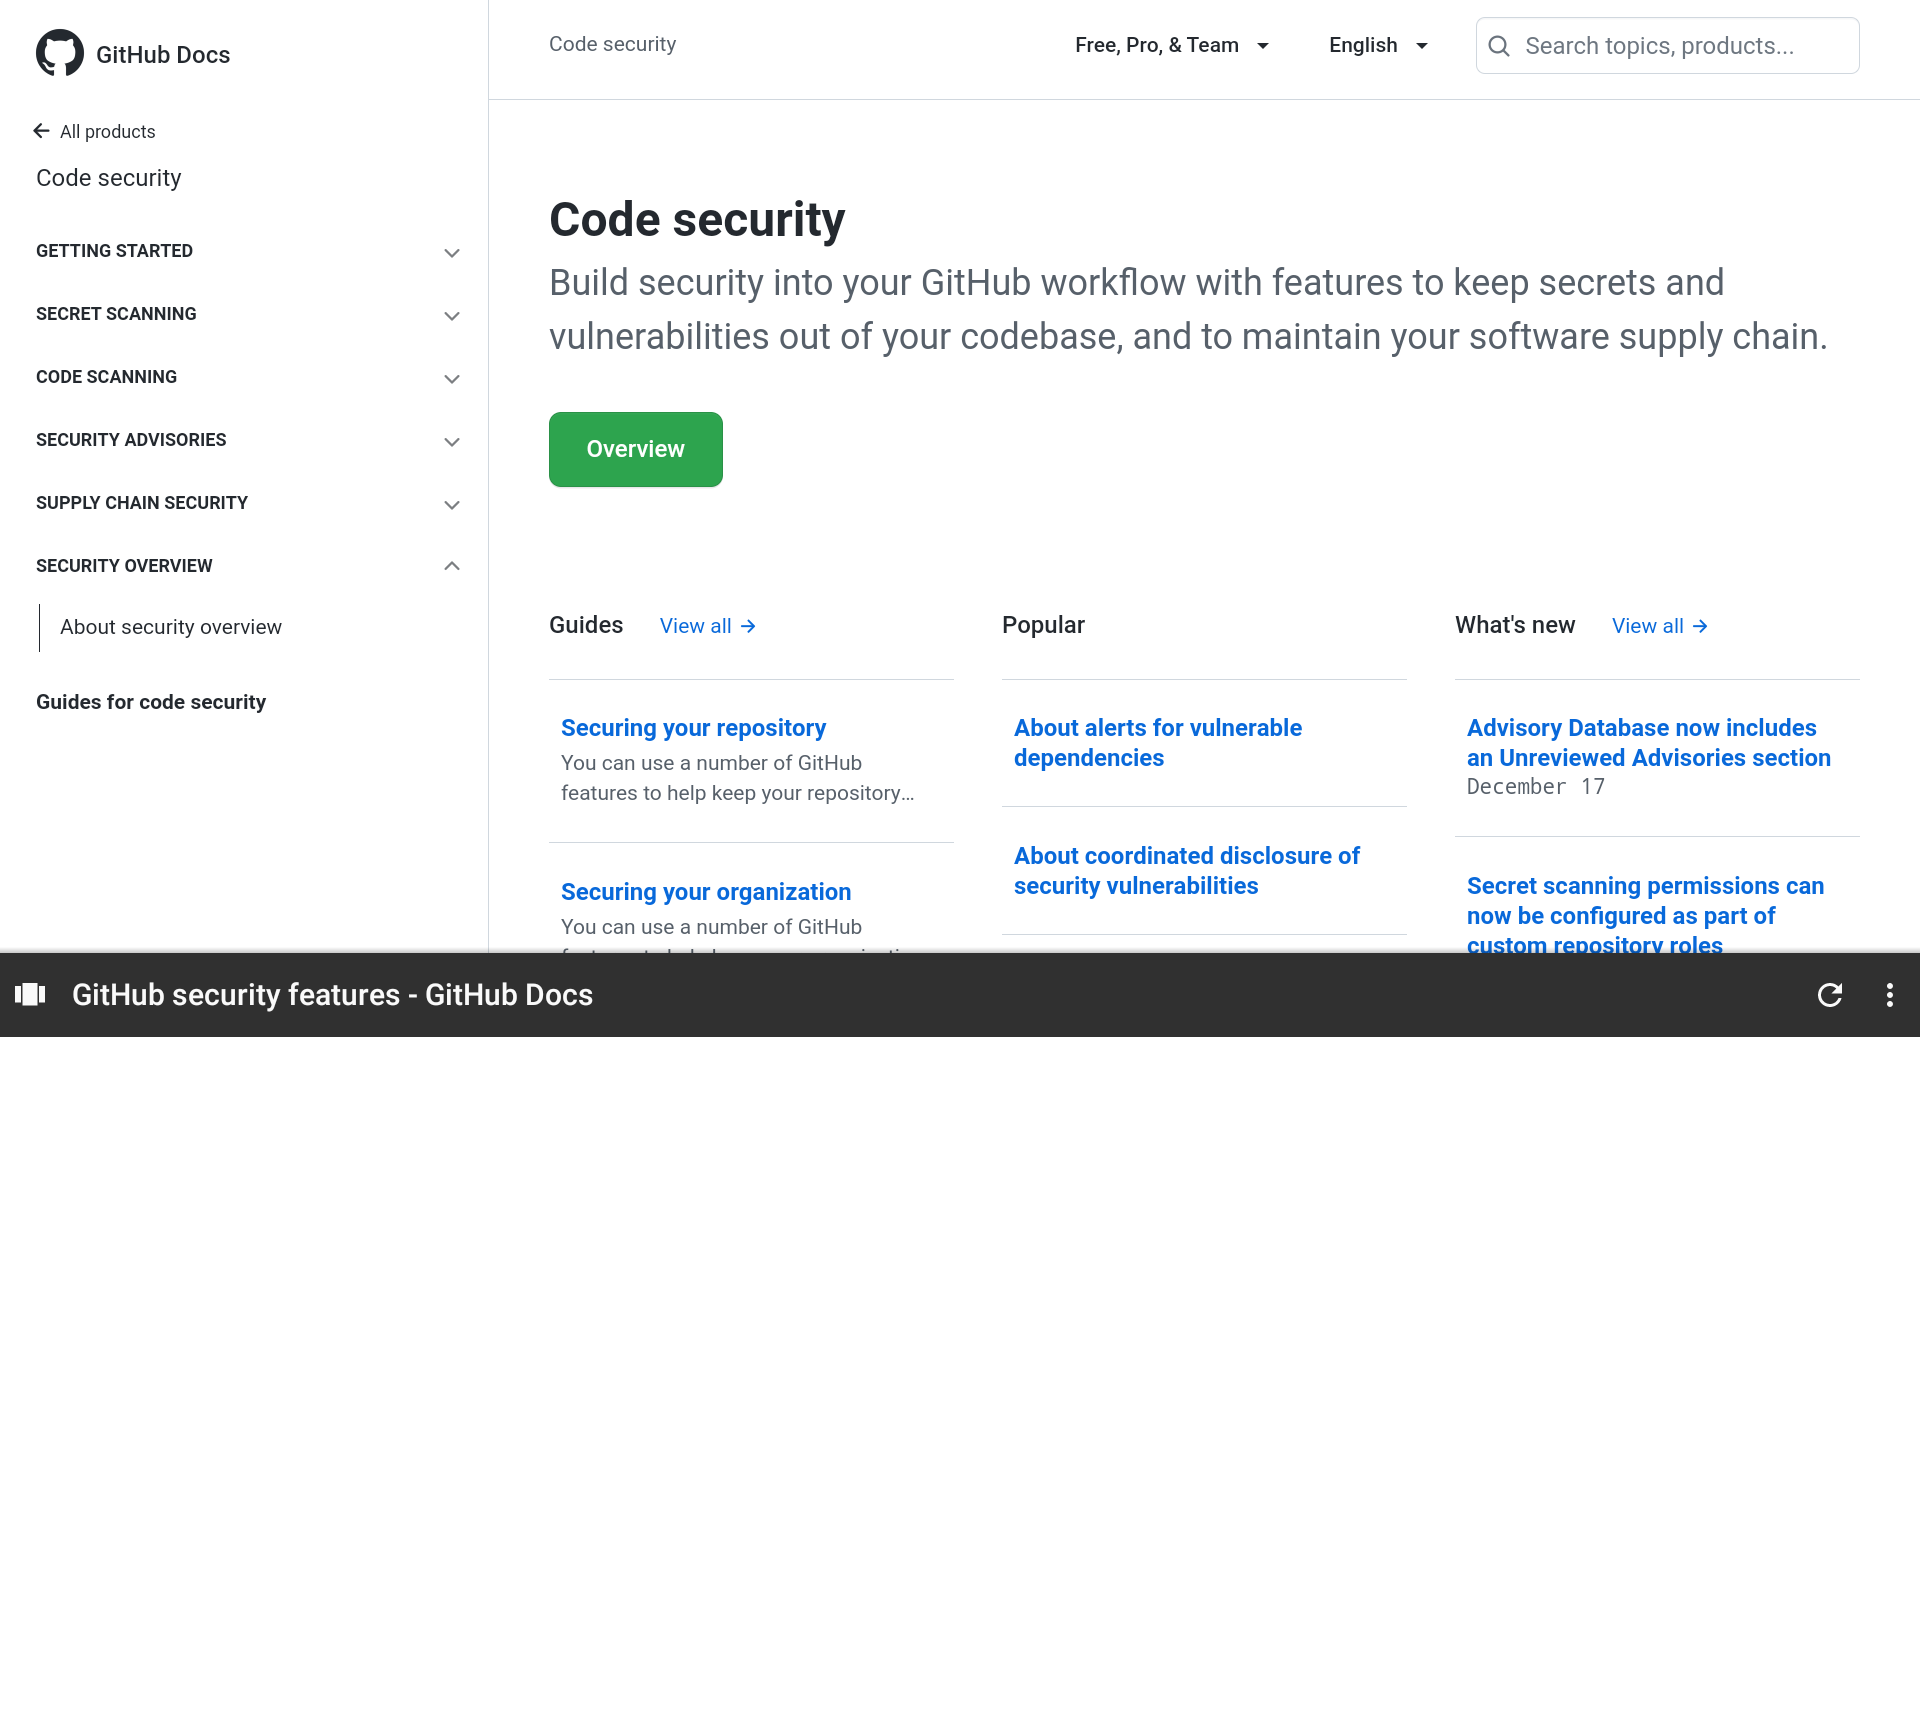 GitHub Docs
All products
Code security
GETTING STARTED
SECRET SCANNING
CODE SCANNING
SECURITY ADVISORIES
SUPPLY CHAIN SECURITY
SECURITY OVERVIEW
About security overview
Guides for code security
Code security
Free, Pro, & Team
English
Search topics, products...
Code security
Build security into your GitHub workflow with features to keep secrets and
vulnerabilities out of your codebase, and to maintain your software supply chain.
Overview
Guides
View all
Securing your repository
You can use a number of GitHub
features to help keep your repository…
Securing your organization
You can use a number of GitHub
Popular
About alerts for vulnerable
dependencies
About coordinated disclosure of
security vulnerabilities
What's new
View all
Advisory Database now includes
an Unreviewed Advisories section
December 17
Secret scanning permissions can
now be configured as part of
custom repository roles
GitHub security features - GitHub Docs